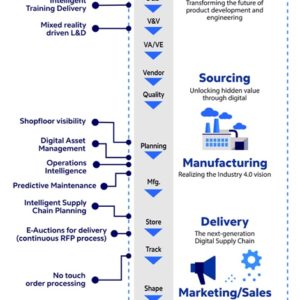 Intelligent
Training Delivery
Mixed reality
driven L&D
Shopfloor visibility
Digital Asset
Management
Operations
Intelligence
Predictive Maintenance
Intelligent Supply
Chain Planning
E-Auctions for delivery
(continuous RFP process)
No touch
order processing
V&V
VA/VE
Vendor
Quality
Planning
Mfg.
Store
Track
Shape
Transforming the future of
product development and
engineering
Sourcing
Unlocking hidden value
through digital
Manufacturing
Realizing the Industry 4.0 vision
Delivery
The next-generation
Digital Supply Chain
Marketing/Sales